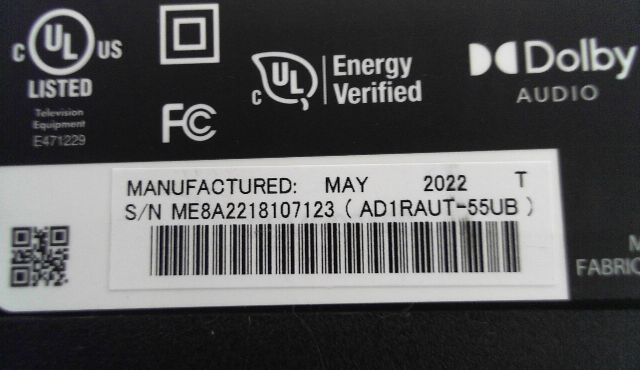 C UL US
LISTED
Television
Equipment
E471229
FC
C UL
Energy
Verified
Dolby
AUDIO
MANUFACTURED: MAY 2022 T
S/N ME8A2218107123 ( AD1RAUT-55UB )
M
FABRIC